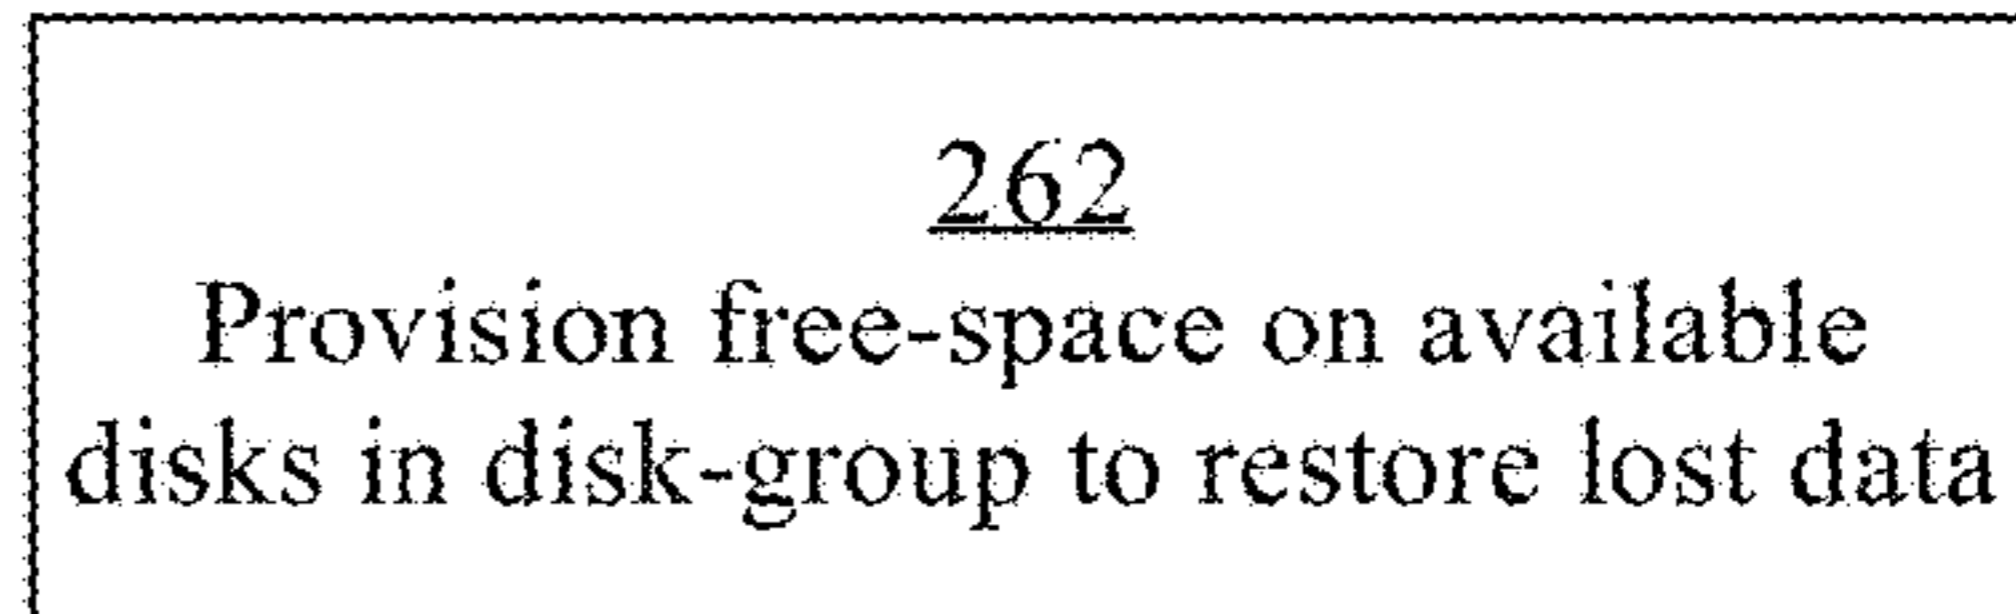 262
Provision free-space on available
disks in disk-group to restore lost data